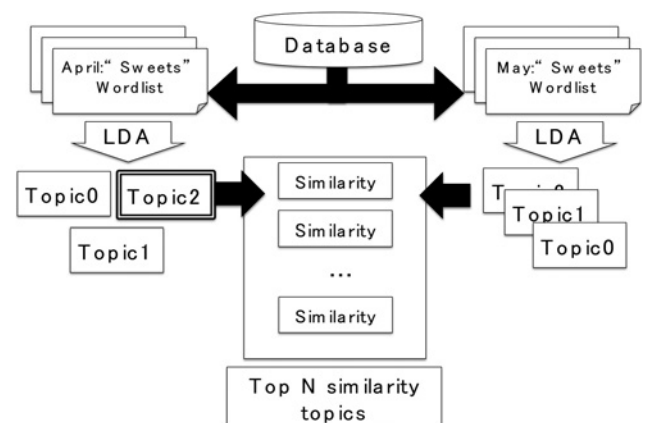 Database
April:“ Sweets”
Wordlist
May:“ Sweets”
Wordlist
LDA
LDA
Topic0
Topic2
Topic1
Similarity
Similarity
...
Similarity
Topic1
Topic0
Top N similarity
topics